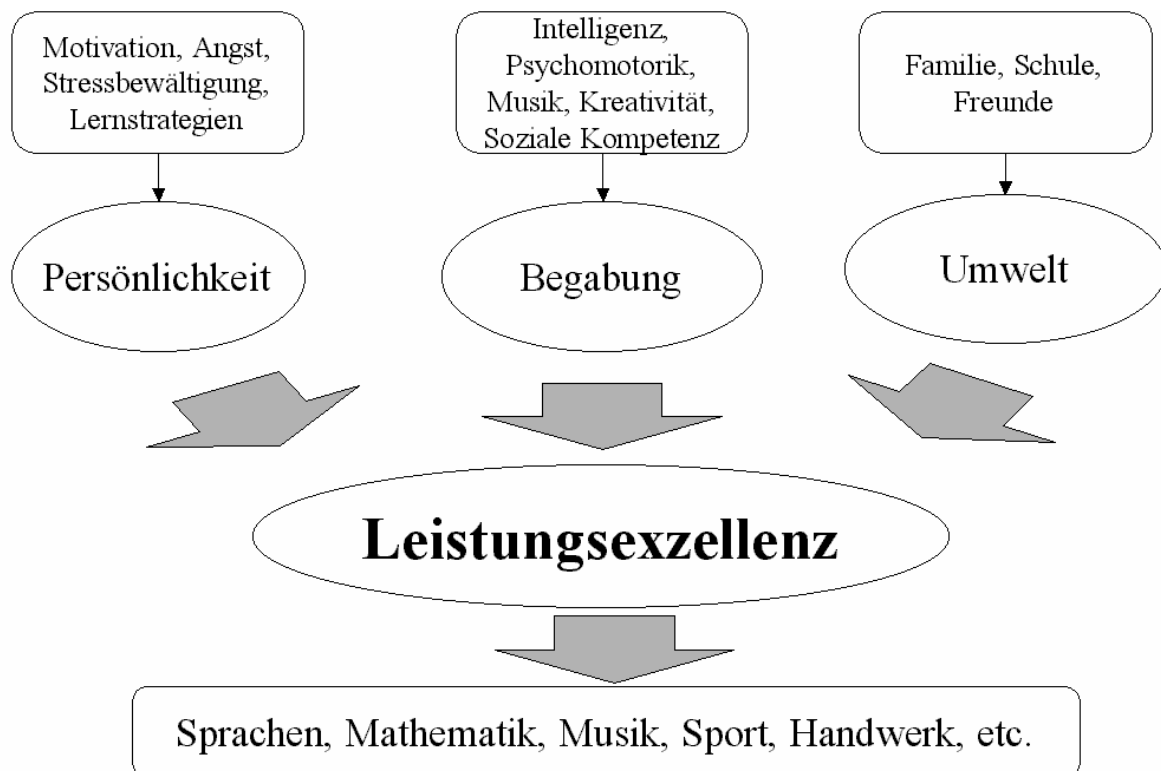 Motivation, Angst,
Stressbewältigung,
Lernstrategien
Intelligenz,
Psychomotorik,
Musik, Kreativität,
Soziale Kompetenz
Familie, Schule,
Freunde
Persönlichkeit
Begabung
Umwelt
Leistungsexzellenz
Sprachen, Mathematik, Musik, Sport, Handwerk, etc.